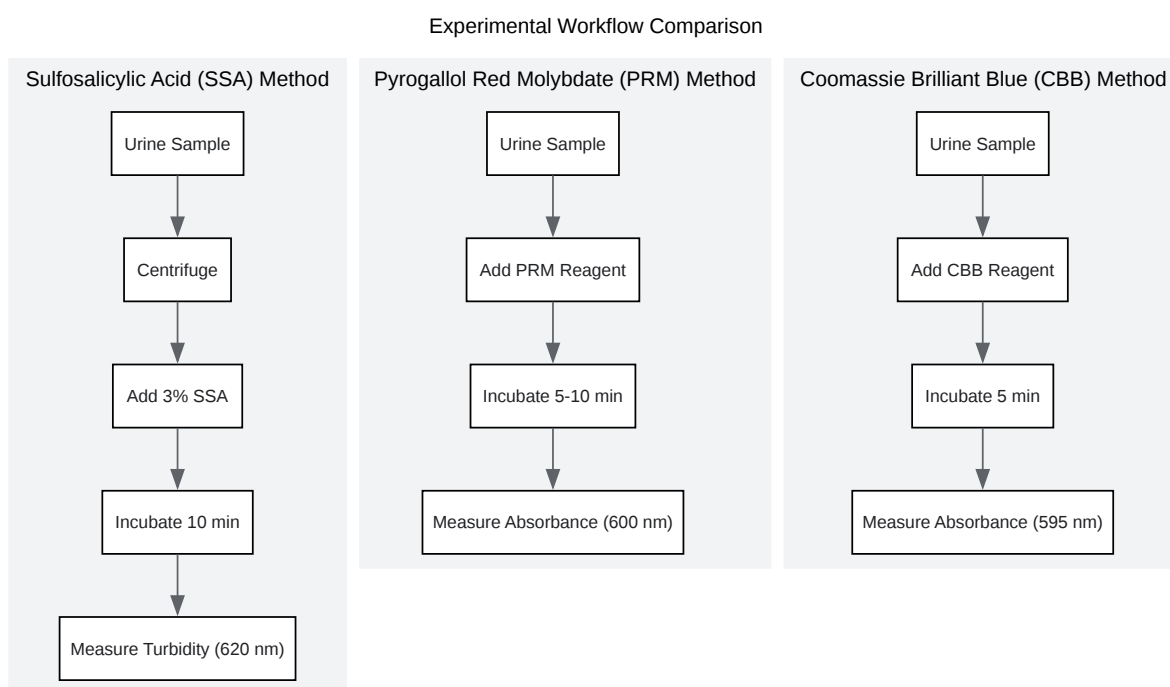 Experimental Workflow Comparison
Sulfosalicylic Acid (SSA) Method
Urine Sample
Centrifuge
Add 3% SSA
Incubate 10 min
Measure Turbidity (620 nm)
Pyrogallol Red Molybdate (PRM) Method
Urine Sample
Add PRM Reagent
Incubate 5-10 min
Measure Absorbance (600 nm)
Coomassie Brilliant Blue (CBB) Method
Urine Sample
Add CBB Reagent
Incubate 5 min
Measure Absorbance (595 nm)